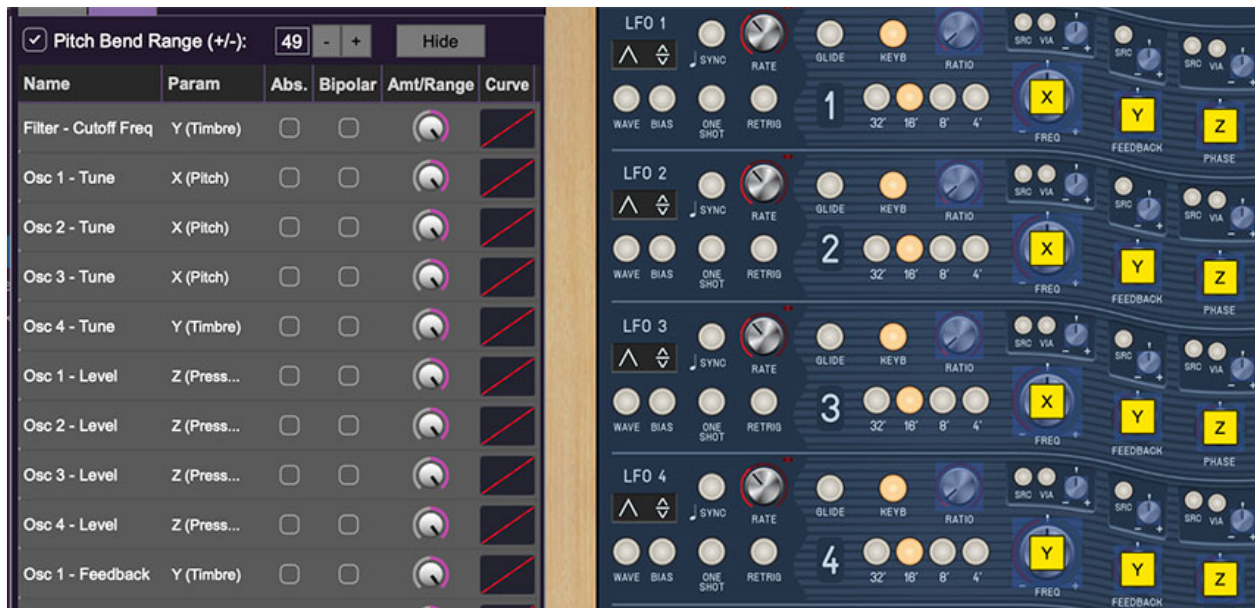 Pitch Bend Range (+/-): 49 - + Hide
Name Param Abs. Bipolar Amt/Range Curve
Filter - Cutoff Freq Y (Timbre)
Osc 1 - Tune X (Pitch)
Osc 2 - Tune X (Pitch)
Osc 3 - Tune X (Pitch)
Osc 4 - Tune Y (Timbre)
Osc 1 - Level Z (Press...
Osc 2 - Level Z (Press...
Osc 3 - Level Z (Press...
Osc 4 - Level Z (Press...
Osc 1 - Feedback Y (Timbre)
LFO 1
SYNC RATE GLIDE KEYB RATIO SRC VIA - + SRC - + SRC VIA -
1 X Y Z
WAVE BIAS ONE SHOT RETRIG 32' 16' 8' 4' - FREQ + FEEDBACK PHASE
LFO 2
SYNC RATE GLIDE KEYB RATIO SRC VIA - + SRC - + SRC VIA -
2 X Y Z
WAVE BIAS ONE SHOT RETRIG 32' 16' 8' 4' - FREQ + FEEDBACK PHASE
LFO 3
SYNC RATE GLIDE KEYB RATIO SRC VIA - + SRC - + SRC VIA -
3 X Y Z
WAVE BIAS ONE SHOT RETRIG 32' 16' 8' 4' - FREQ + FEEDBACK PHASE
LFO 4
SYNC RATE GLIDE KEYB RATIO SRC VIA - + SRC - + SRC VIA -
4 Y Y Z
WAVE BIAS ONE SHOT RETRIG 32' 16' 8' 4' - FREQ + FEEDBACK